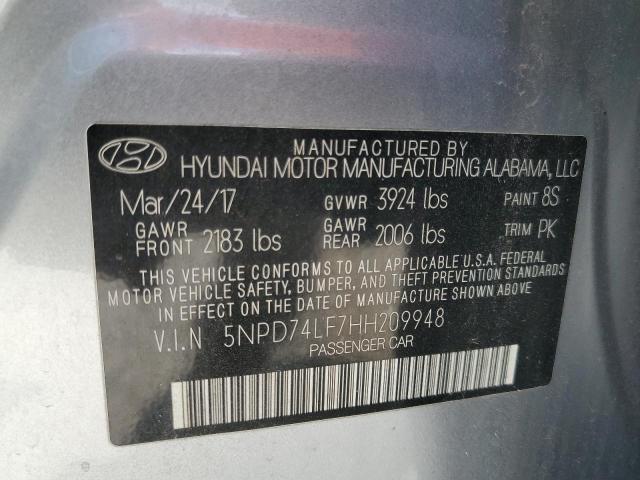 MANUFACTURED BY
HYUNDAI MOTOR MANUFACTURING ALABAMA, LLC
Mar/24/17 GVWR 3924 lbs PAINT 8S
GAWR FRONT 2183 lbs GAWR REAR 2006 lbs TRIM PK
THIS VEHICLE CONFORMS TO ALL APPLICABLE U.S.A. FEDERAL
MOTOR VEHICLE SAFETY, BUMPER, AND THEFT PREVENTION STANDARDS
IN EFFECT ON THE DATE OF MANUFACTURE SHOWN ABOVE.
V.I.N 5NPD74LF7HH209948
PASSENGER CAR